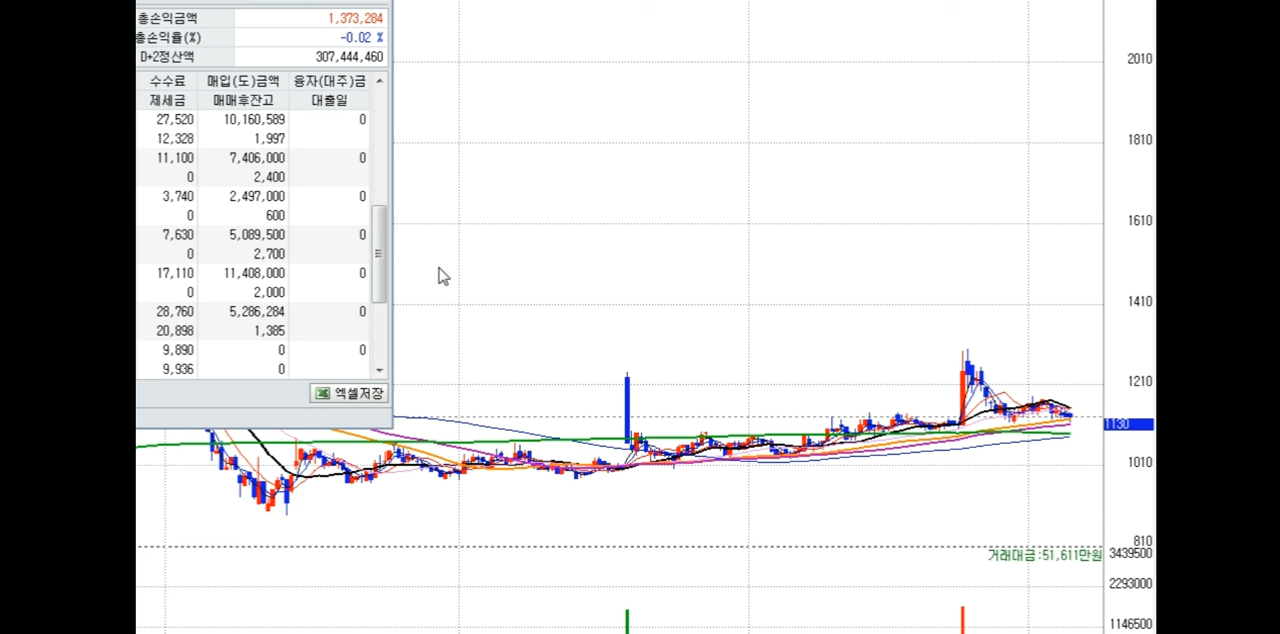 총손익금액 1,373,284
총손익률(%) -0.02 %
D+2정산액 307,444,460
수수료 매입(도)금액 융자(대주)금
제세금 매매후잔고 대출일
27,520 10,160,589 0
12,328 1,997
11,100 7,406,000 0
0 2,400
3,740 2,497,000 0
0 600
7,630 5,089,500 0
0 2,700
17,110 11,408,000 0
0 2,000
28,760 5,286,284 0
20,898 1,385
9,890 0 0
9,936 0
엑셀저장
2010
1810
1610
1410
1210
1130
1010
810
거래대금:51,611만원 3439500
2293000
1146500